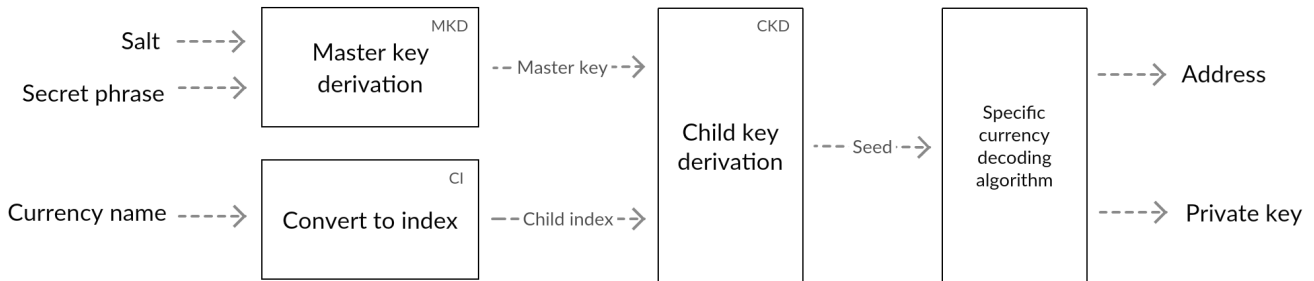 Salt
Secret phrase
MKD
Master key
derivation
Master key
Currency name
CI
Convert to index
Child index
CKD
Child key
derivation
Seed
Specific
currency
decoding
algorithm
Address
Private key